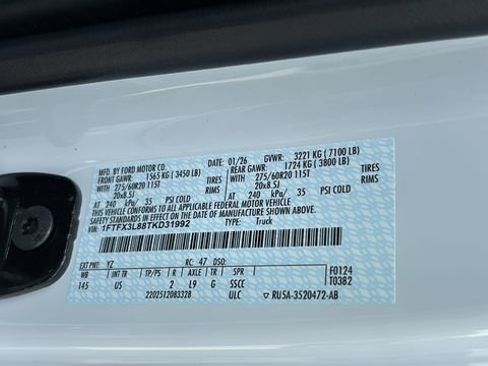 MFD. BY FORD MOTOR CO. 01/26 GVWR: 3221 KG ( 7100 LB)
FRONT GAWR: 1565 KG ( 3450 LB) REAR GAWR: 1724 KG ( 3800 LB)
WITH 275/60R20 115T TIRES WITH 275/60R20 115T TIRES
20x8.5J RIMS 20x8.5J RIMS
AT 240 kPa/ 35 PSI COLD AT 240 kPa/ 35 PSI COLD
THIS VEHICLE CONFORMS TO ALL APPLICABLE FEDERAL MOTOR VEHICLE
SAFETY STANDARDS IN EFFECT ON THE DATE OF MANUFACTURE SHOWN ABOVE.
VIN: 1FTFX3L88TKD31992 TYPE: Truck
EXT PNT: YZ RC: 47 DSO:
WB INT TR TP/PS R AXLE TR SPR F0124
145 US 2 L9 G SSCE T0382
2202512083328 ULC RU5A-3520472-AB